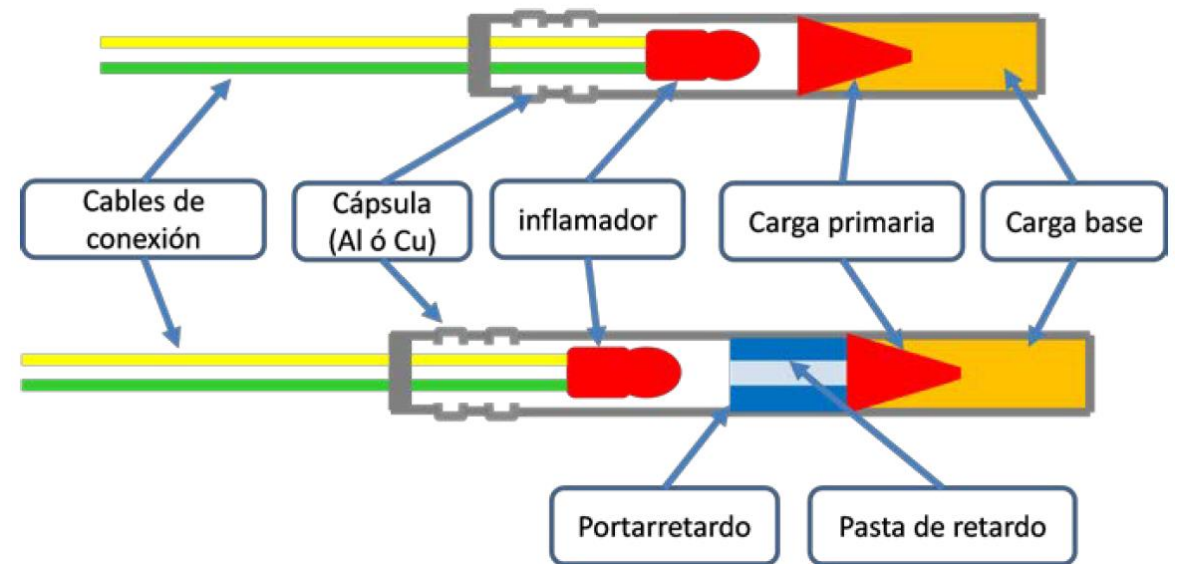 Cables de
conexión
Cápsula
(Al ó Cu)
inflamador
Carga primaria
Carga base
Portarretardo
Pasta de retardo